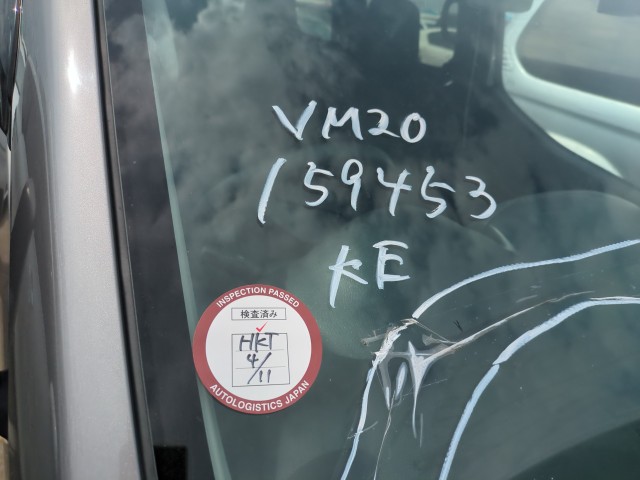 VM20
159453
KE
INSPECTION PASSED
検査済み
HKT
4/
/11
AUTOLOGISTICS JAPAN